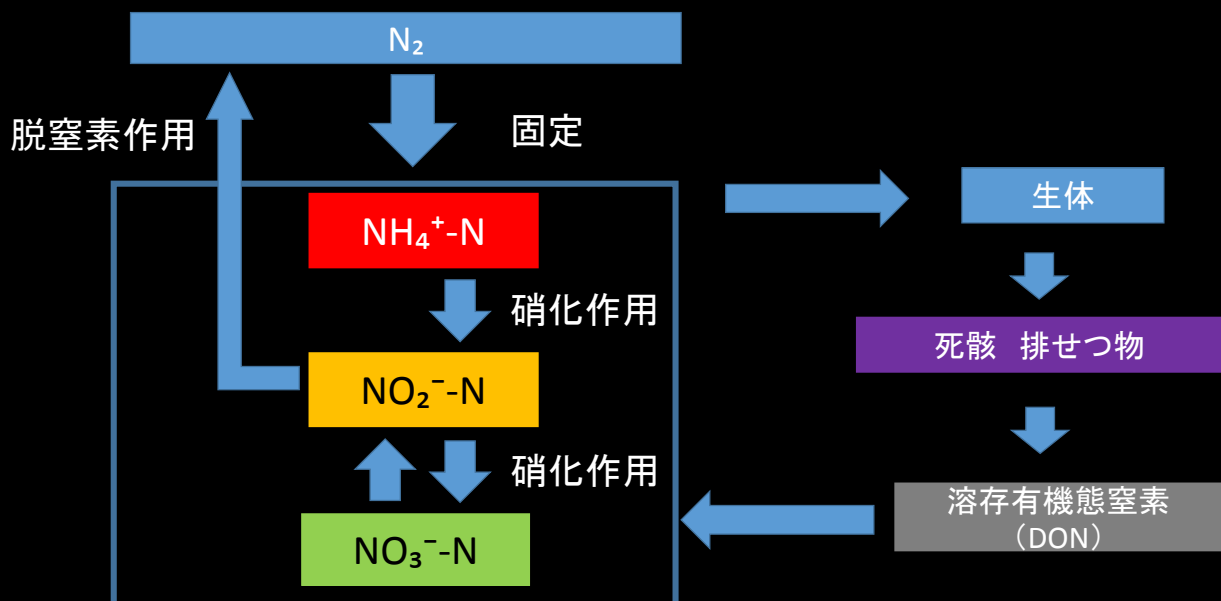 N₂
脱窒素作用
固定
NH₄⁺-N
生体
硝化作用
死骸　排せつ物
NO₂⁻-N
硝化作用
溶存有機態窒素
（DON）
NO₃⁻-N